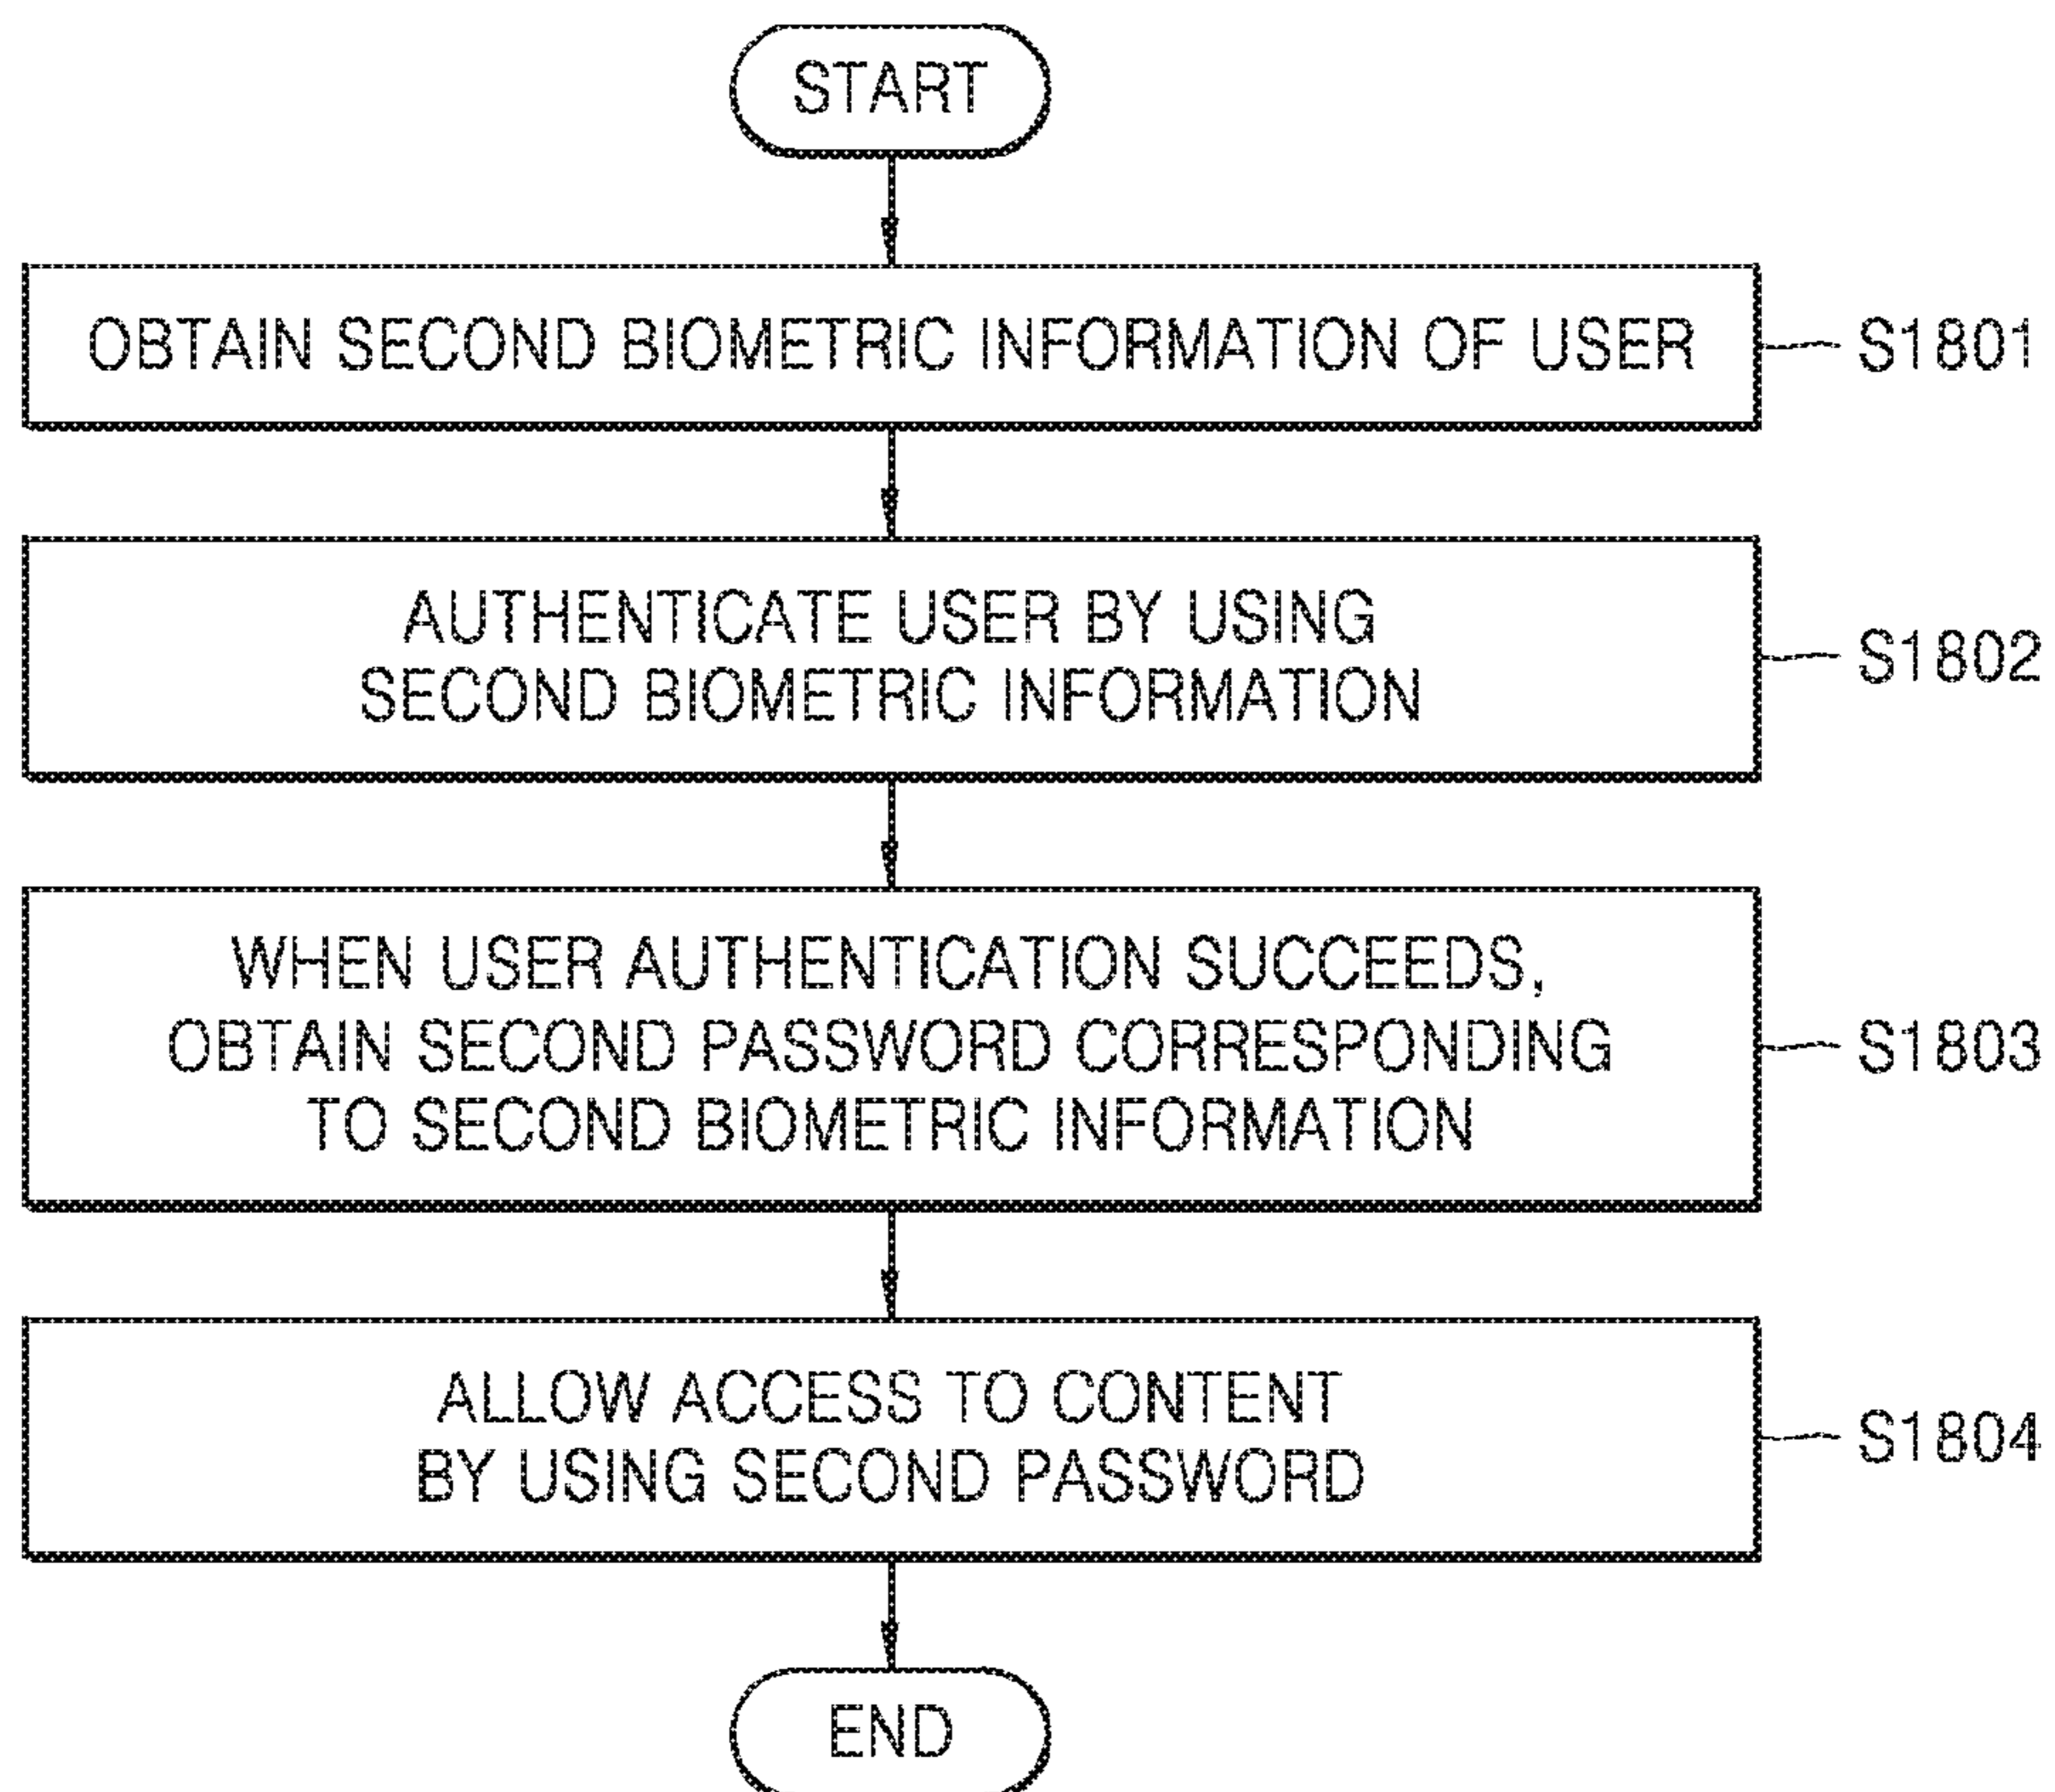 START
OBTAIN SECOND BIOMETRIC INFORMATION OF USER
S1801
AUTHENTICATE USER BY USING
SECOND BIOMETRIC INFORMATION
S1802
WHEN USER AUTHENTICATION SUCCEEDS,
OBTAIN SECOND PASSWORD CORRESPONDING
TO SECOND BIOMETRIC INFORMATION
S1803
ALLOW ACCESS TO CONTENT
BY USING SECOND PASSWORD
S1804
END